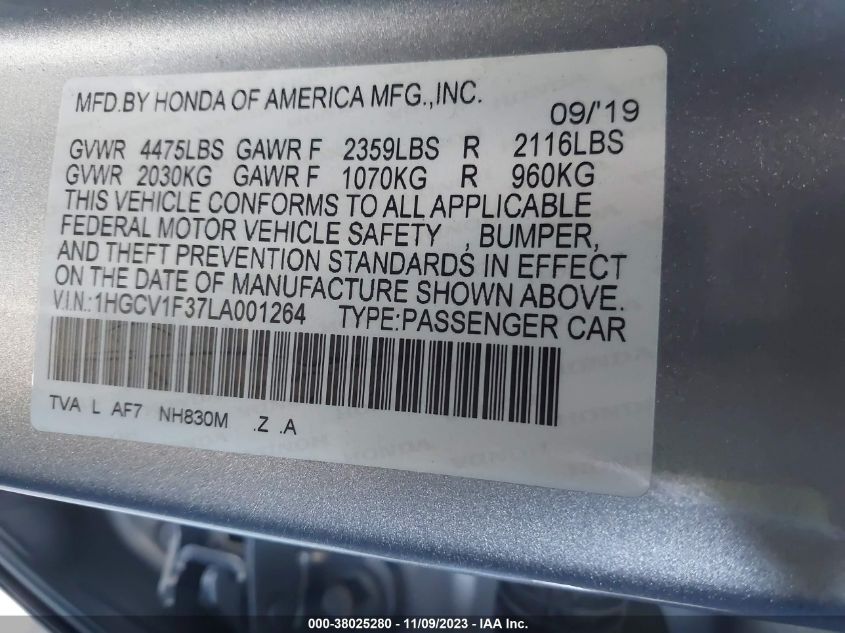 MFD.BY HONDA OF AMERICA MFG.,INC.
09/'19
GVWR 4475LBS GAWR F 2359LBS R 2116LBS
GVWR 2030KG GAWR F 1070KG R 960KG
THIS VEHICLE CONFORMS TO ALL APPLICABLE
FEDERAL MOTOR VEHICLE SAFETY , BUMPER,
AND THEFT PREVENTION STANDARDS IN EFFECT
ON THE DATE OF MANUFACTURE SHOWN ABOVE.
V.I.N.:1HGCV1F37LA001264 TYPE:PASSENGER CAR
TVA L AF7 NH830M .Z .A
000-38025280 - 11/09/2023 - IAAI.com